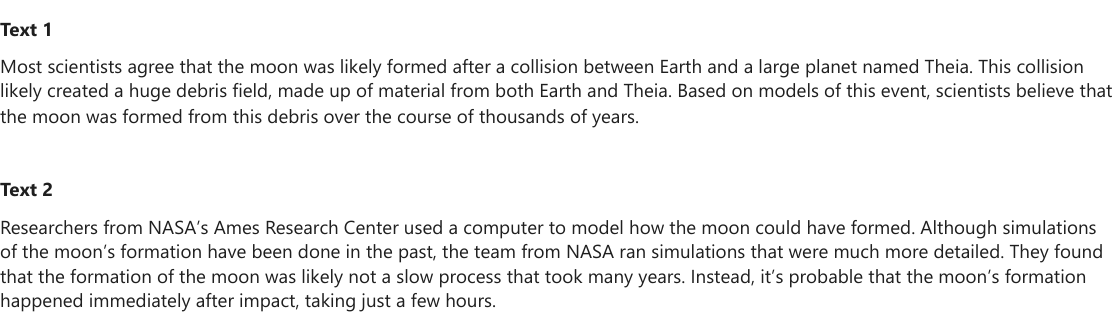 Text 1
Most scientists agree that the moon was likely formed after a collision between Earth and a large planet named Theia. This collision
likely created a huge debris field, made up of material from both Earth and Theia. Based on models of this event, scientists believe that
the moon was formed from this debris over the course of thousands of years.
Text 2
Researchers from NASA’s Ames Research Center used a computer to model how the moon could have formed. Although simulations
of the moon’s formation have been done in the past, the team from NASA ran simulations that were much more detailed. They found
that the formation of the moon was likely not a slow process that took many years. Instead, it’s probable that the moon’s formation
happened immediately after impact, taking just a few hours.